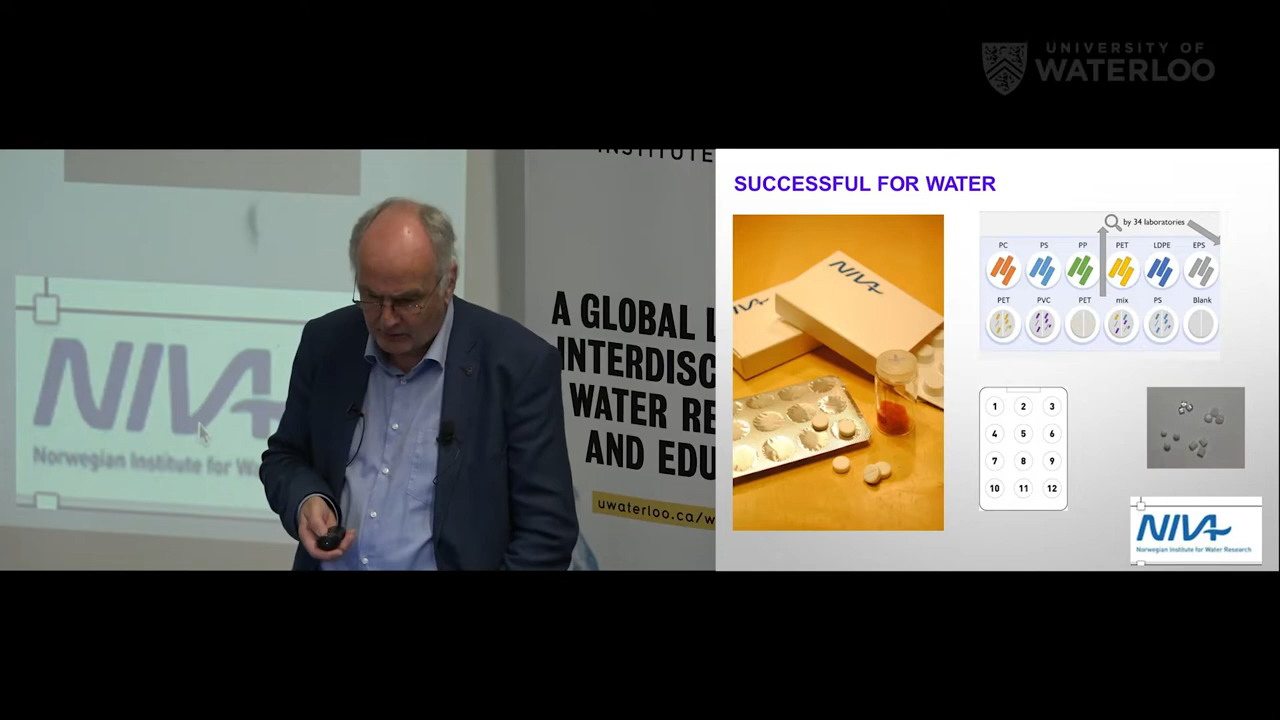 UNIVERSITY OF
WATERLOO
INSTITUTE
A GLOBAL L
INTERDISC
WATER RE
AND EDU
uwaterloo.ca/w
NIVA
Norwegian Institute for Wa
SUCCESSFUL FOR WATER
NIVA
by 34 laboratories
PC PS PP PET LDPE EPS
PET PVC PET mix PS Blank
1 2 3
4 5 6
7 8 9
10 11 12
NIVA
Norwegian Institute for Water Research